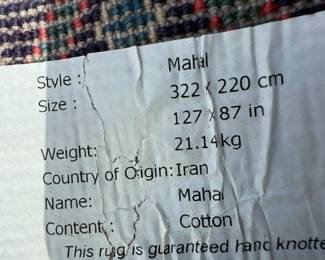 Style : Mahal
Size : 322 x 220 cm
127 x 87 in
Weight: 21.14kg
Country of Origin: Iran
Name: Mahal
Content : Cotton
This rug is guaranteed hand knotte